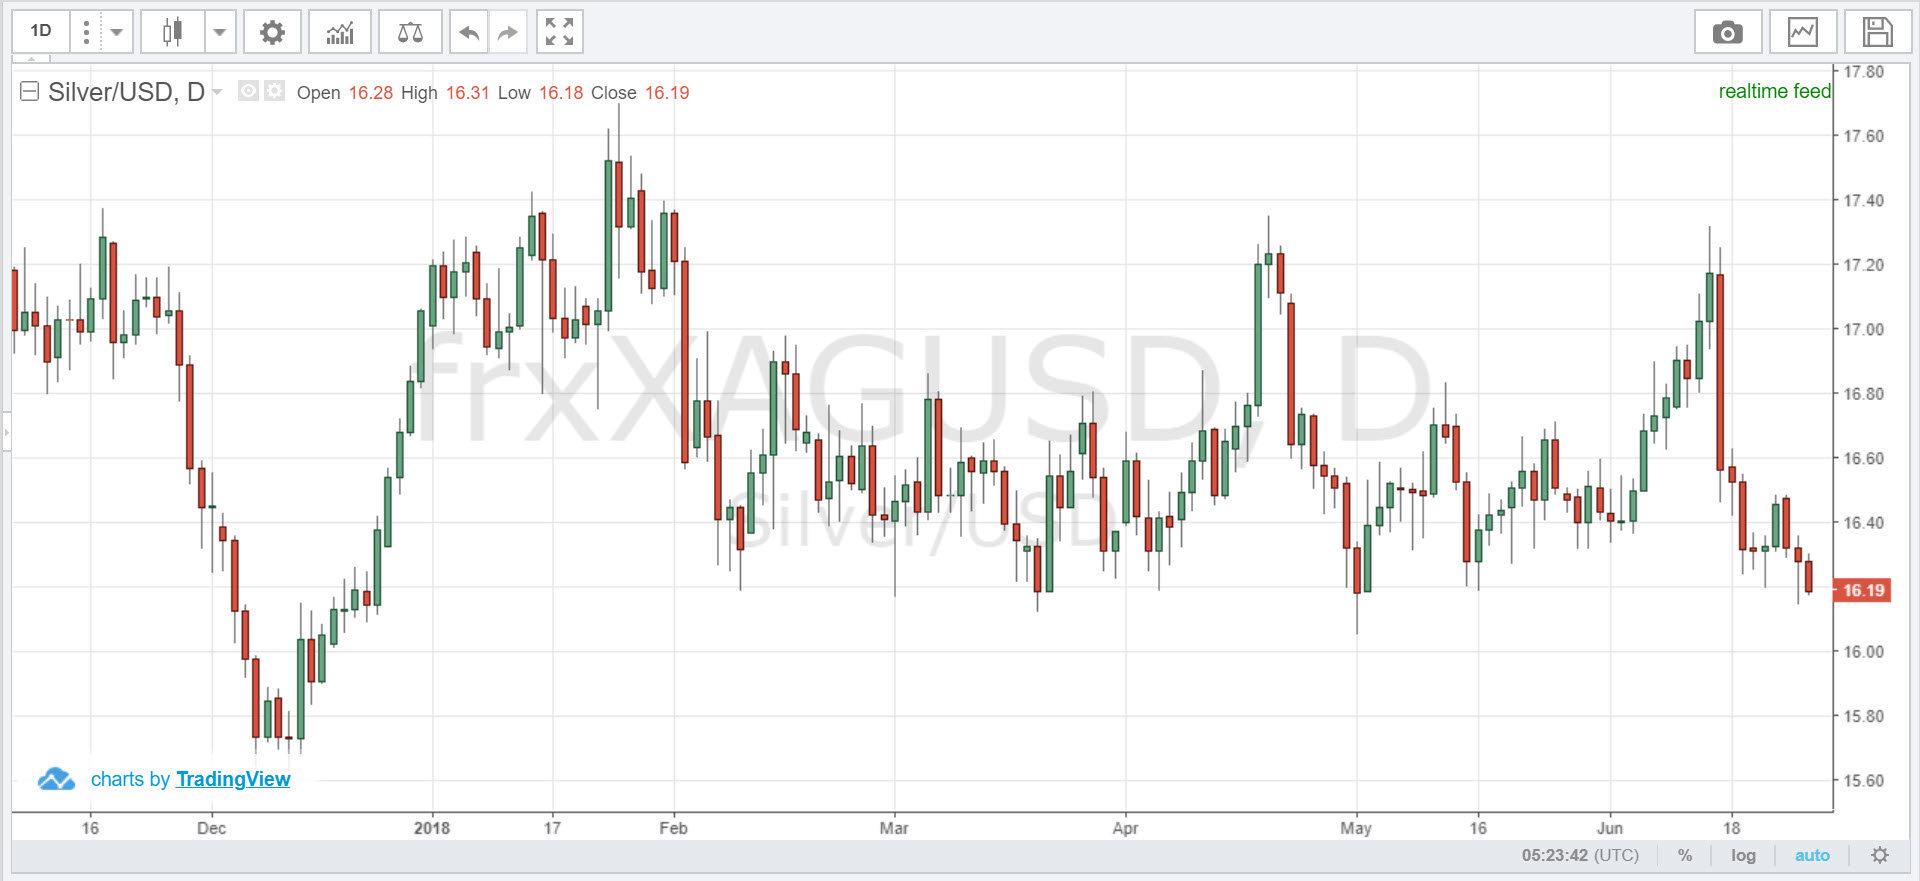 1D
Silver/USD, D Open 16.28 High 16.31 Low 16.18 Close 16.19
realtime feed
17.80
17.60
17.40
17.20
17.00
16.80
16.60
16.40
16.19
16.00
15.80
15.60
frxXAGUSD, D
Silver/USD
charts by TradingView
16 Dec 2018 17 Feb Mar Apr May 16 Jun 18
05:23:42 (UTC) % log auto